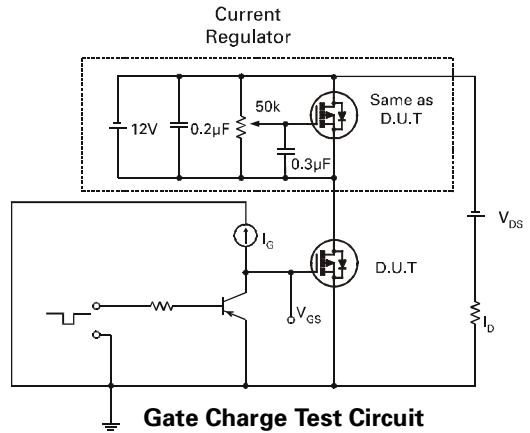 Current
Regulator
50k
Same as
D.U.T
12V
0.2µF
0.3µF
V_DS
I_G
D.U.T
V_GS
I_D
Gate Charge Test Circuit